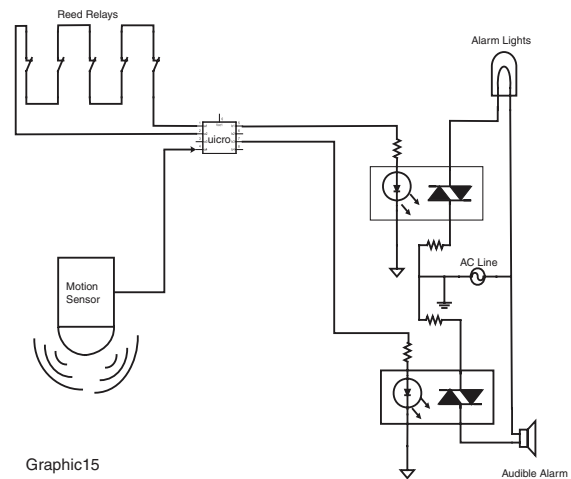 Reed Relays
Alarm Lights
uicro
AC Line
Motion
Sensor
Graphic15
Audible Alarm